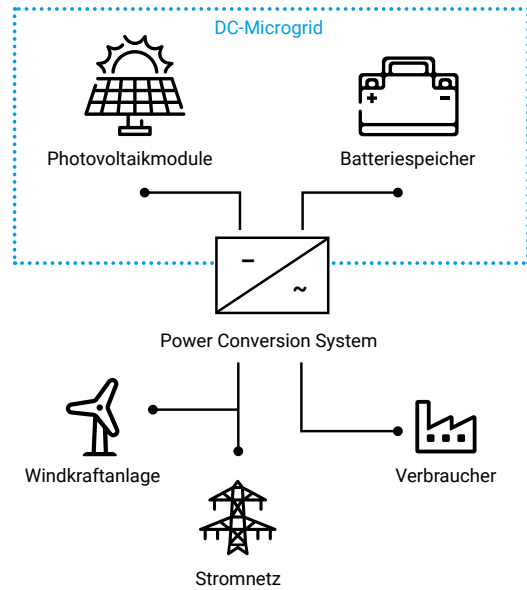 DC-Microgrid
Photovoltaikmodule
Batteriespeicher
Power Conversion System
Windkraftanlage
Verbraucher
Stromnetz